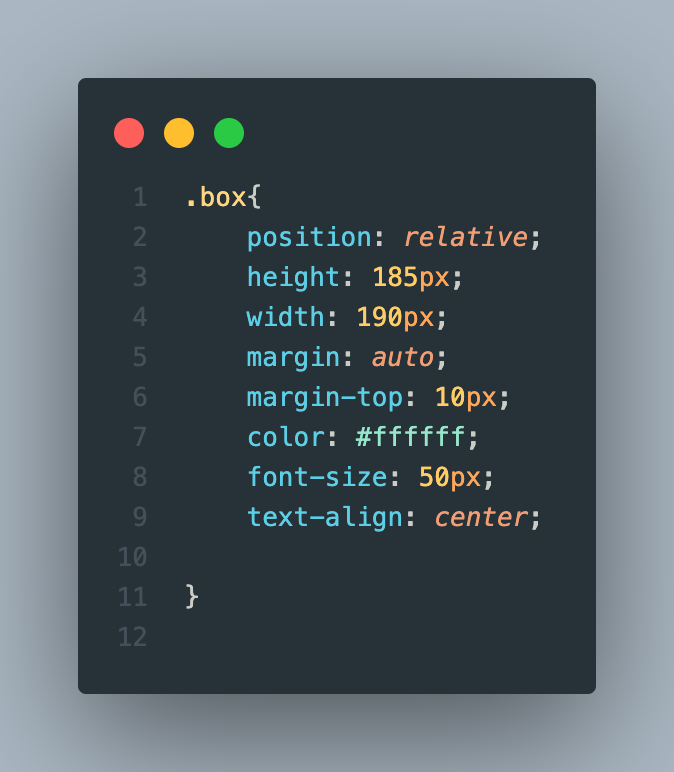 1 .box{
2     position: relative;
3     height: 185px;
4     width: 190px;
5     margin: auto;
6     margin-top: 10px;
7     color: #ffffff;
8     font-size: 50px;
9     text-align: center;
10
11 }
12